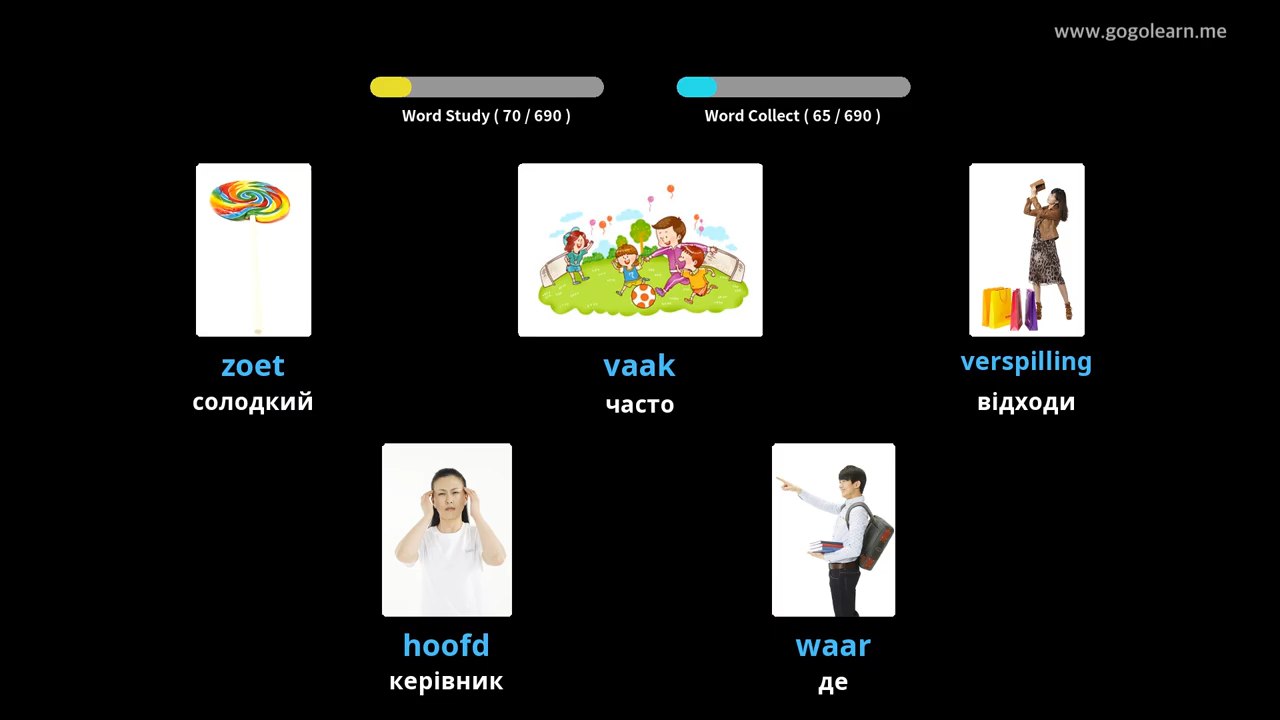 www.gogolearn.me
Word Study ( 70 / 690 )
Word Collect ( 65 / 690 )
zoet
солодкий
vaak
часто
verspilling
відходи
hoofd
керівник
waar
де